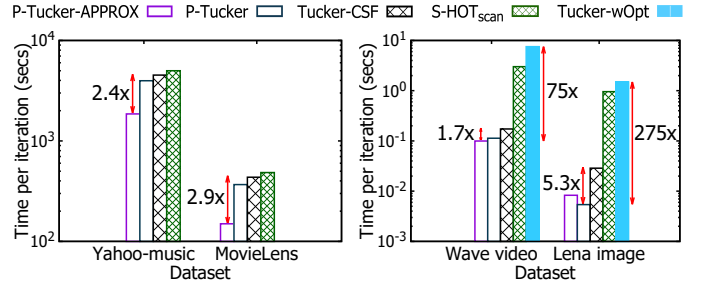 P-Tucker-APPROX P-Tucker Tucker-CSF S-HOTscan Tucker-wOpt
Time per iteration (secs)
10^4
10^3
10^2
2.4x
2.9x
Yahoo-music MovieLens
Dataset
Time per iteration (secs)
10^1
10^0
10^-1
10^-2
10^-3
1.7x
75x
5.3x
275x
Wave video Lena image
Dataset